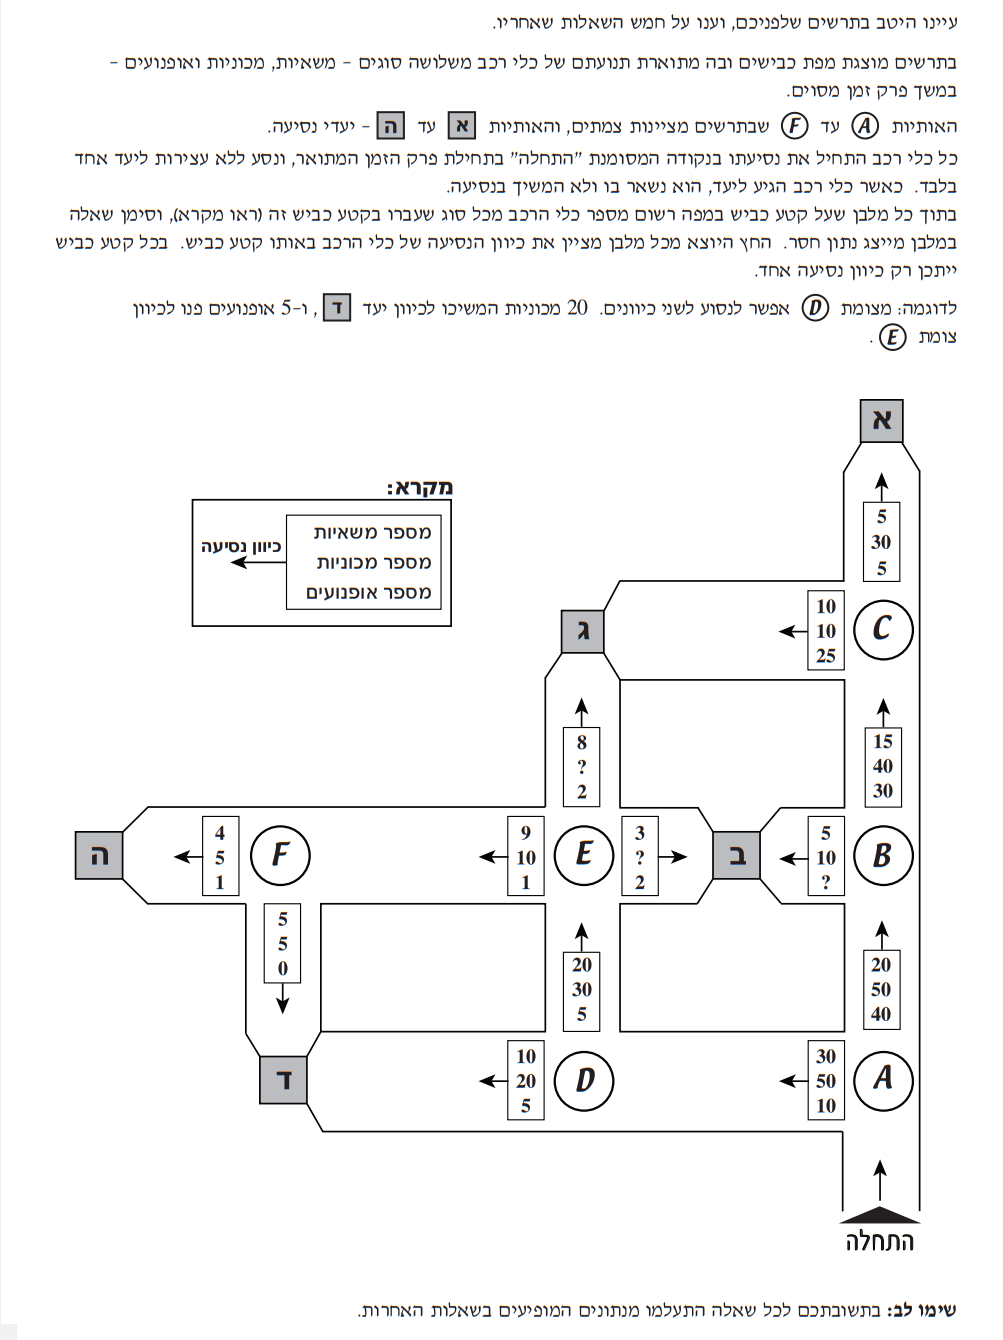 עיינו היטב בתרשים שלפניכם, וענו על חמש השאלות שאחריו.
בתרשים מוצגת מפת כבישים ובה מתוארת תנועתם של כלי רכב משלושה סוגים – משאיות, מכוניות ואופנועים –
במשך פרק זמן מסוים.
האותיות A עד F שבתרשים מציינות צמתים, והאותיות א עד ה – יעדי נסיעה.
כל כלי רכב התחיל את נסיעתו בנקודה המסומנת "התחלה" בתחילת פרק הזמן המתואר, ונסע ללא עצירות ליעד אחד
בלבד. כאשר כלי רכב הגיע ליעד, הוא נשאר בו ולא המשיך בנסיעה.
בתוך כל מלבן שעל קטע כביש במפה רשום מספר כלי הרכב מכל סוג שעברו בקטע כביש זה (ראו מקרא), וסימן שאלה
במלבן מייצג נתון חסר. החץ היוצא מכל מלבן מציין את כיוון הנסיעה של כלי הרכב באותו קטע כביש. בכל קטע כביש
ייתכן רק כיוון נסיעה אחד.
לדוגמה: מצומת D אפשר לנסוע לשני כיוונים. 20 מכוניות המשיכו לכיוון יעד ד, ו-5 אופנועים פנו לכיוון
צומת E.
א
מקרא:
מספר משאיות
כיוון נסיעה
מספר מכוניות
מספר אופנועים
5
30
5
C
10
10
25
ג
15
40
30
8
?
2
B
5
10
?
ב
3
?
2
E
9
10
1
F
4
5
1
ה
5
5
0
20
50
40
20
30
5
A
30
50
10
D
10
20
5
ד
התחלה
שימו לב: בתשובתכם לכל שאלה התעלמו מנתונים המופיעים בשאלות האחרות.